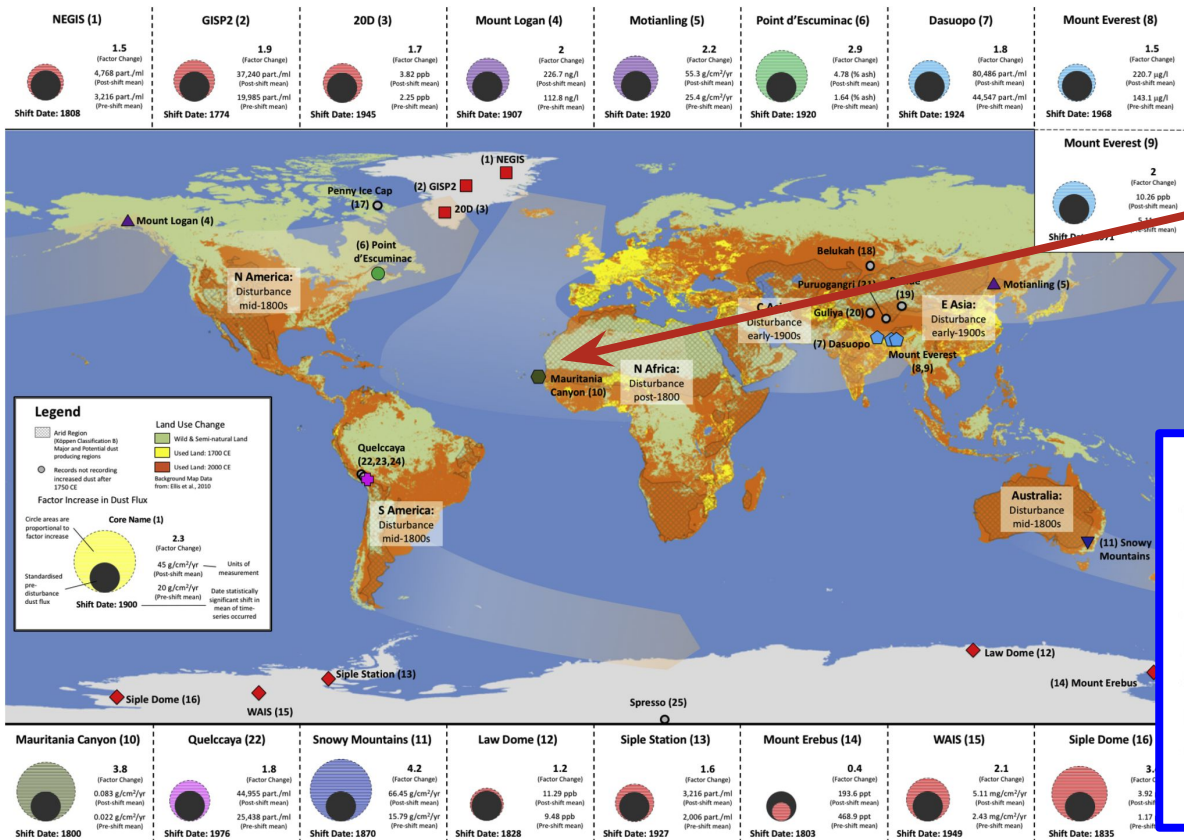 NEGIS (1)
1.5
(Factor Change)
4,768 part./ml
(Post-shift mean)
3,216 part./ml
(Pre-shift mean)
Shift Date: 1808
GISP2 (2)
1.9
(Factor Change)
37,240 part./ml
(Post-shift mean)
19,985 part./ml
(Pre-shift mean)
Shift Date: 1774
20D (3)
1.7
(Factor Change)
3.82 ppb
(Post-shift mean)
2.25 ppb
(Pre-shift mean)
Shift Date: 1945
Mount Logan (4)
2
(Factor Change)
226.7 ng/l
(Post-shift mean)
112.8 ng/l
(Pre-shift mean)
Shift Date: 1907
Motianling (5)
2.2
(Factor Change)
55.3 g/cm²/yr
(Post-shift mean)
25.4 g/cm²/yr
(Pre-shift mean)
Shift Date: 1920
Point d'Escuminac (6)
2.9
(Factor Change)
4.78 (% ash)
(Post-shift mean)
1.64 (% ash)
(Pre-shift mean)
Shift Date: 1920
Dasuopo (7)
1.8
(Factor Change)
80,486 part./ml
(Post-shift mean)
44,547 part./ml
(Pre-shift mean)
Shift Date: 1924
Mount Everest (8)
1.5
(Factor Change)
220.7 µg/l
(Post-shift mean)
143.1 µg/l
(Pre-shift mean)
Shift Date: 1968
Mount Everest (9)
2
(Factor Change)
10.26 ppb
(Post-shift mean)
mean)
Shift
(1) NEGIS
(2) GISP2
20D (3)
Penny Ice Cap
(17)
Mount Logan (4)
(6) Point
d'Escuminac
N America:
Disturbance
mid-1800s
Belukah (18)
Puruogangri
(19)
Guliya (20)
Motianling (5)
Disturbance
early-1900s
E Asia:
Disturbance
early-1900s
(7) Dasuopo
Mount Everest
(8,9)
Mauritania
Canyon (10)
N Africa:
Disturbance
post-1800
Quelccaya
(22,23,24)
S America:
Disturbance
mid-1800s
Australia:
Disturbance
mid-1800s
(11) Snowy
Mountains
Law Dome (12)
(14) Mount Erebus
Siple Station (13)
Siple Dome (16)
WAIS (15)
Spresso (25)
Legend
Arid Region
(Köppen Classification B)
Major and Potential dust
producing regions
Records not recording
increased dust after
1750 CE
Land Use Change
Wild & Semi-natural Land
Used Land: 1700 CE
Used Land: 2000 CE
Background Map Data
from: Ellis et al., 2010
Factor Increase in Dust Flux
Circle areas are
proportional to
factor increase
Core Name (1)
2.3
(Factor Change)
45 g/cm²/yr
(Post-shift mean)
20 g/cm²/yr
(Pre-shift mean)
Units of
measurement
Standardised
pre-
disturbance
dust flux
Shift Date: 1900
Date statistically
significant shift in
mean of time-
series occurred
Mauritania Canyon (10)
3.8
(Factor Change)
0.083 g/cm²/yr
(Post-shift mean)
0.022 g/cm²/yr
(Pre-shift mean)
Shift Date: 1800
Quelccaya (22)
1.8
(Factor Change)
44,955 part./ml
(Post-shift mean)
25,438 part./ml
(Pre-shift mean)
Shift Date: 1976
Snowy Mountains (11)
4.2
(Factor Change)
66.45 g/cm²/yr
(Post-shift mean)
15.79 g/cm²/yr
(Pre-shift mean)
Shift Date: 1870
Law Dome (12)
1.2
(Factor Change)
11.29 ppb
(Post-shift mean)
9.48 ppb
(Pre-shift mean)
Shift Date: 1828
Siple Station (13)
1.6
(Factor Change)
3,216 part./ml
(Post-shift mean)
2,006 part./ml
(Pre-shift mean)
Shift Date: 1927
Mount Erebus (14)
0.4
(Factor Change)
193.6 ppt
(Post-shift mean)
468.9 ppt
(Pre-shift mean)
Shift Date: 1803
WAIS (15)
2.1
(Factor Change)
5.11 mg/cm²/yr
(Post-shift mean)
2.43 mg/cm²/yr
(Pre-shift mean)
Shift Date: 1949
Siple Dome (16)
(Factor
3.92
(Post-shift
1.17
(Pre-shift
Shift Date: 1835